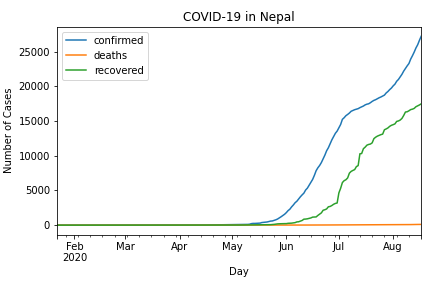 COVID-19 in Nepal
confirmed
deaths
recovered
Number of Cases
25000
20000
15000
10000
5000
0
Feb Mar Apr May Jun Jul Aug
2020
Day